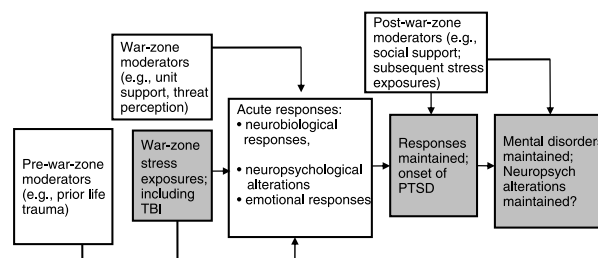 War-zone
moderators
(e.g., unit
support, threat
perception)
Post-war-zone
moderators (e.g.,
social support;
subsequent stress
exposures)
Pre-war-zone
moderators
(e.g., prior life
trauma)
War-zone
stress
exposures;
including
TBI
Acute responses:
• neurobiological
responses,
• neuropsychological
alterations
• emotional responses
Responses
maintained;
onset of
PTSD
Mental disorders
maintained;
Neuropsych
alterations
maintained?